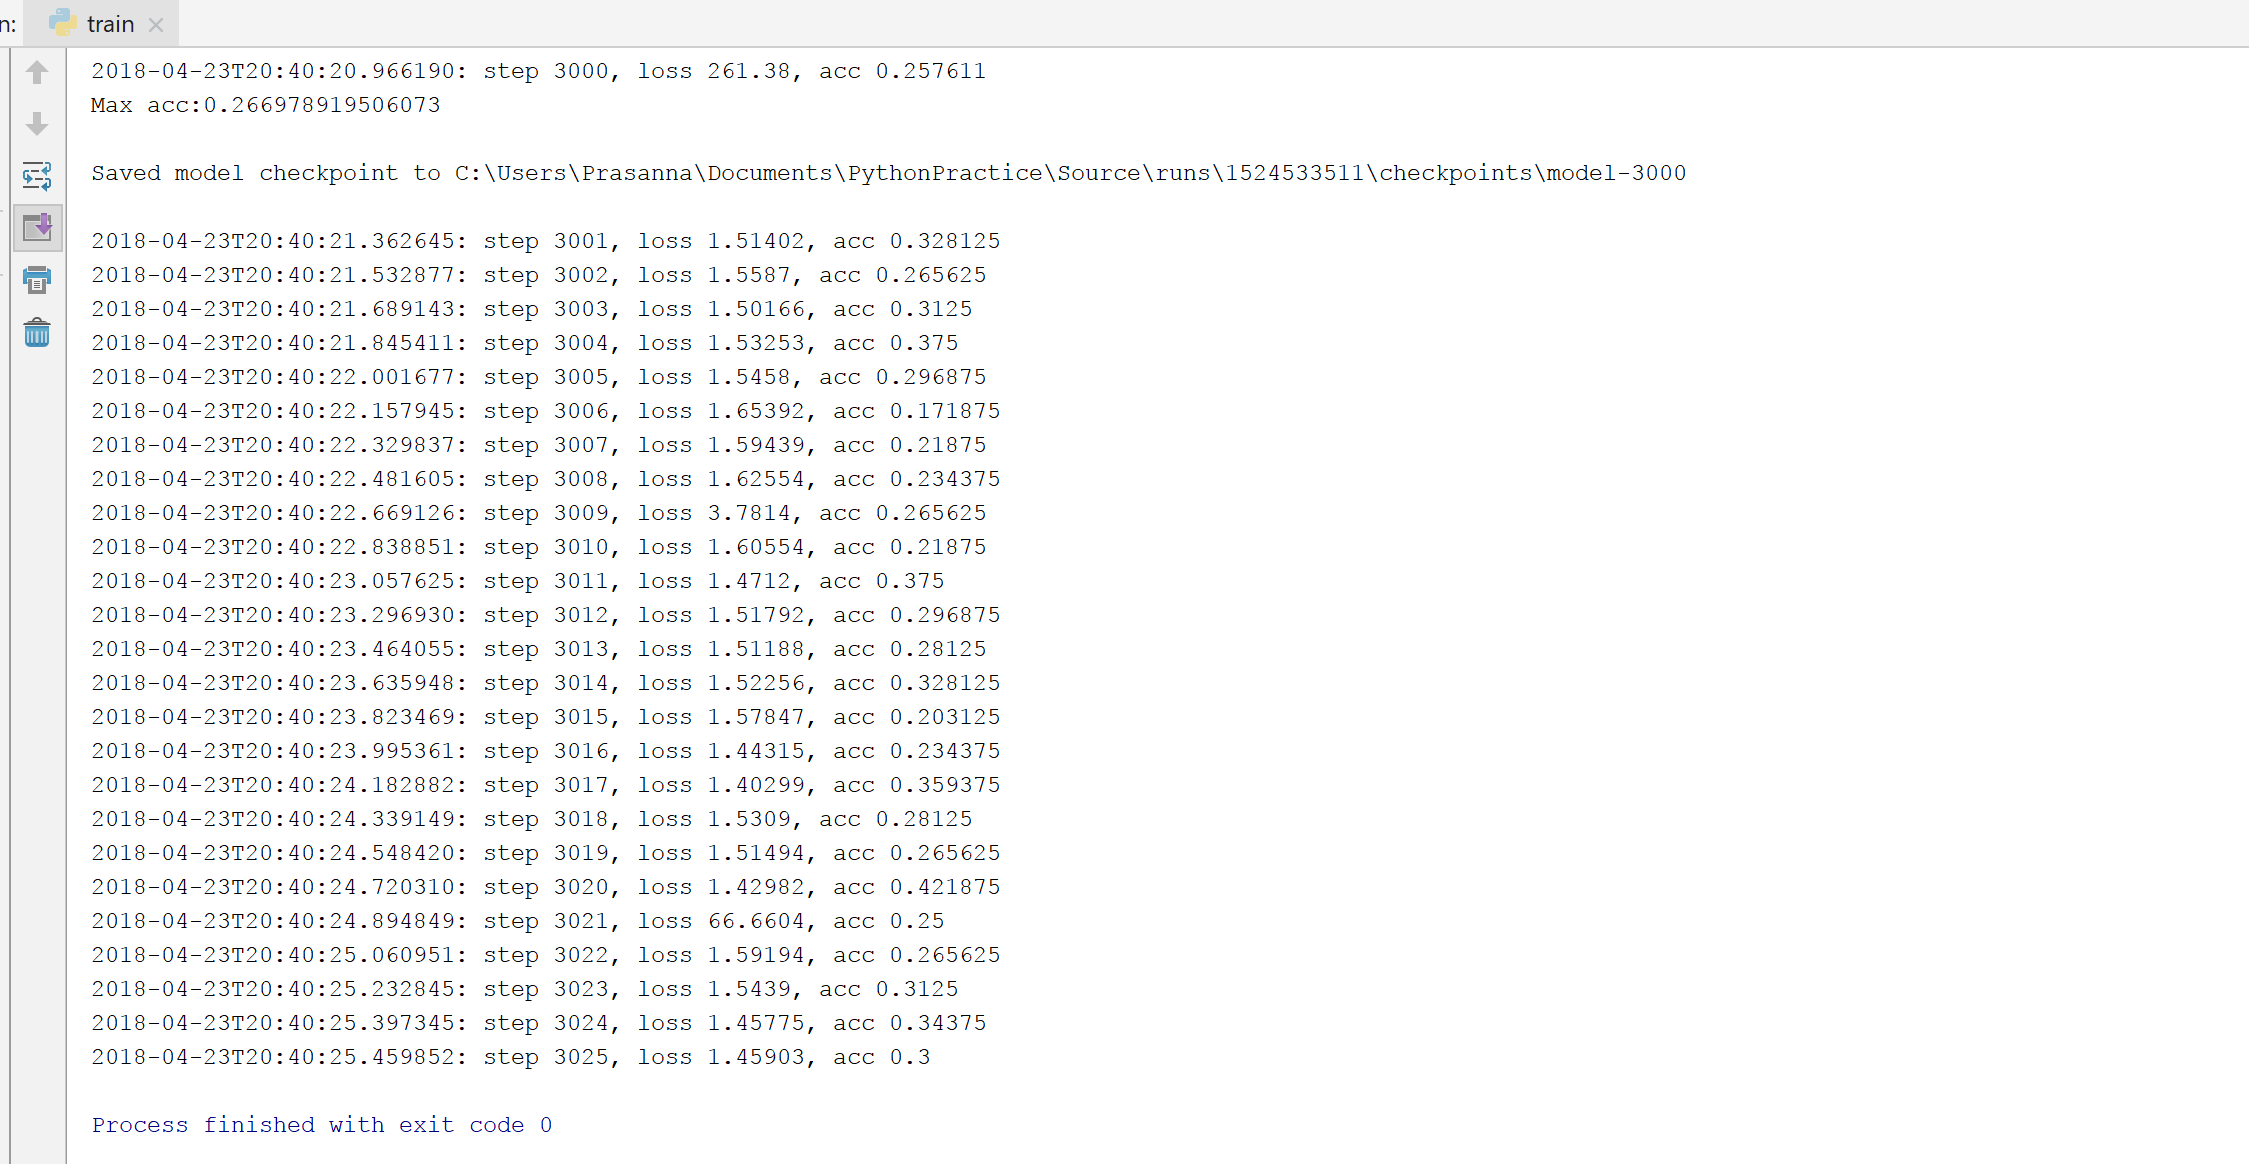 n: train
2018-04-23T20:40:20.966190: step 3000, loss 261.38, acc 0.257611
Max acc:0.266978919506073
Saved model checkpoint to C:\Users\Prasanna\Documents\PythonPractice\Source\runs\1524533511\checkpoints\model-3000
2018-04-23T20:40:21.362645: step 3001, loss 1.51402, acc 0.328125
2018-04-23T20:40:21.532877: step 3002, loss 1.5587, acc 0.265625
2018-04-23T20:40:21.689143: step 3003, loss 1.50166, acc 0.3125
2018-04-23T20:40:21.845411: step 3004, loss 1.53253, acc 0.375
2018-04-23T20:40:22.001677: step 3005, loss 1.5458, acc 0.296875
2018-04-23T20:40:22.157945: step 3006, loss 1.65392, acc 0.171875
2018-04-23T20:40:22.329837: step 3007, loss 1.59439, acc 0.21875
2018-04-23T20:40:22.481605: step 3008, loss 1.62554, acc 0.234375
2018-04-23T20:40:22.669126: step 3009, loss 3.7814, acc 0.265625
2018-04-23T20:40:22.838851: step 3010, loss 1.60554, acc 0.21875
2018-04-23T20:40:23.057625: step 3011, loss 1.4712, acc 0.375
2018-04-23T20:40:23.296930: step 3012, loss 1.51792, acc 0.296875
2018-04-23T20:40:23.464055: step 3013, loss 1.51188, acc 0.28125
2018-04-23T20:40:23.635948: step 3014, loss 1.52256, acc 0.328125
2018-04-23T20:40:23.823469: step 3015, loss 1.57847, acc 0.203125
2018-04-23T20:40:23.995361: step 3016, loss 1.44315, acc 0.234375
2018-04-23T20:40:24.182882: step 3017, loss 1.40299, acc 0.359375
2018-04-23T20:40:24.339149: step 3018, loss 1.5309, acc 0.28125
2018-04-23T20:40:24.548420: step 3019, loss 1.51494, acc 0.265625
2018-04-23T20:40:24.720310: step 3020, loss 1.42982, acc 0.421875
2018-04-23T20:40:24.894849: step 3021, loss 66.6604, acc 0.25
2018-04-23T20:40:25.060951: step 3022, loss 1.59194, acc 0.265625
2018-04-23T20:40:25.232845: step 3023, loss 1.5439, acc 0.3125
2018-04-23T20:40:25.397345: step 3024, loss 1.45775, acc 0.34375
2018-04-23T20:40:25.459852: step 3025, loss 1.45903, acc 0.3
Process finished with exit code 0